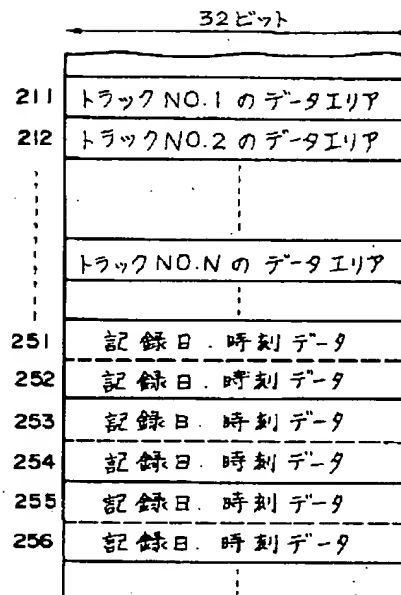 32ビット
211 トラックNO.1 の データエリア
212 トラックNO.2 の データエリア
トラックNO.N の データエリア
251 記録日.時刻データ
252 記録日.時刻データ
253 記録日.時刻データ
254 記録日.時刻データ
255 記録日.時刻データ
256 記録日.時刻データ